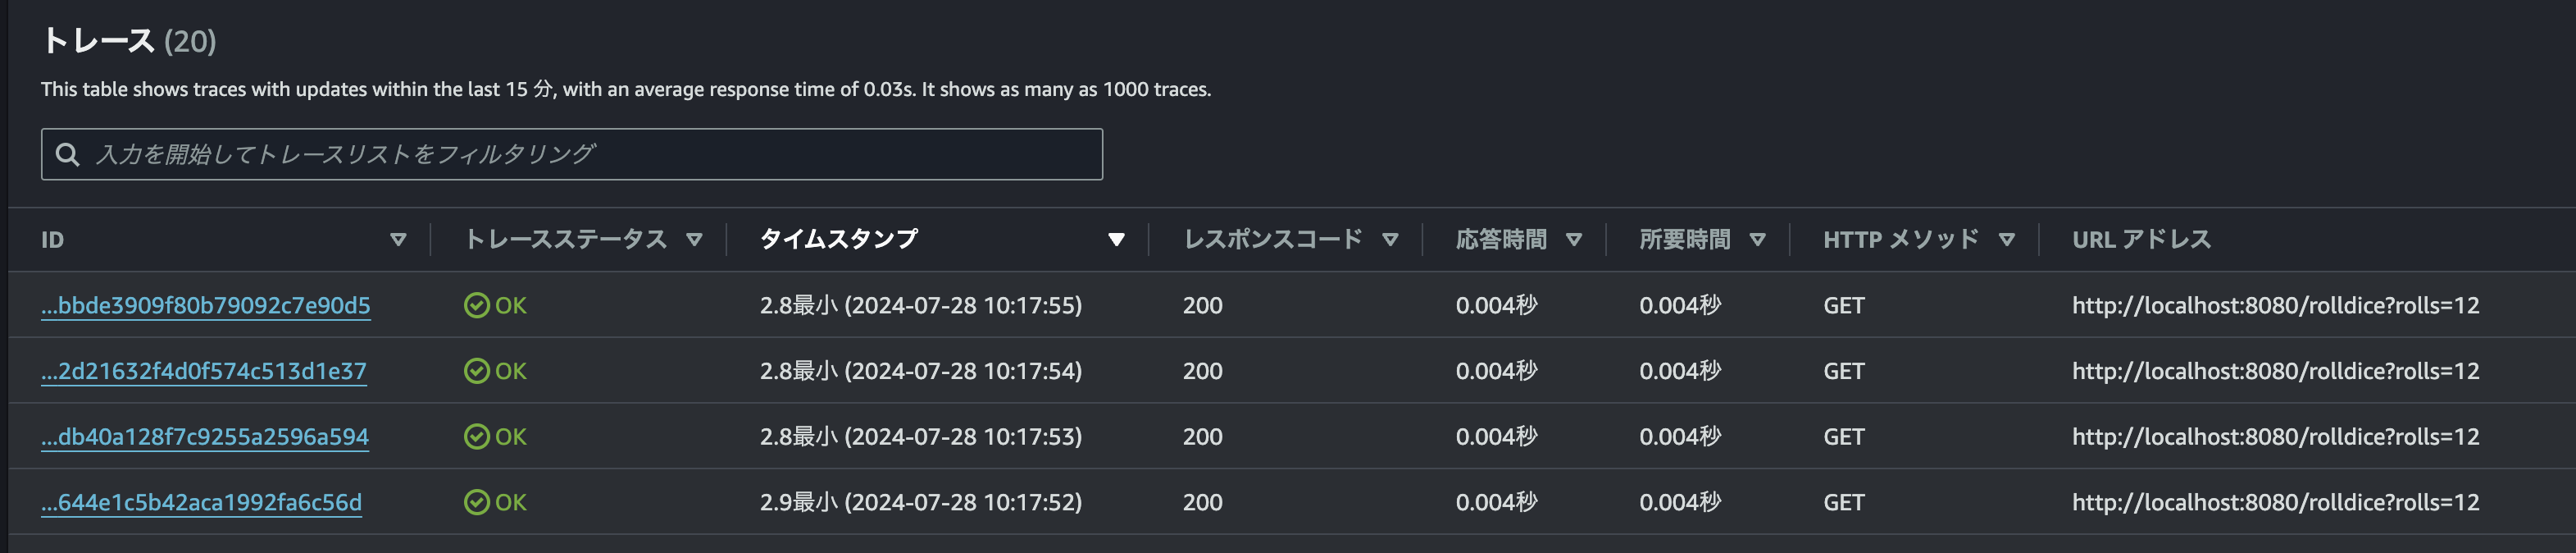 トレース (20)
This table shows traces with updates within the last 15 分, with an average response time of 0.03s. It shows as many as 1000 traces.
入力を開始してトレースリストをフィルタリング
ID トレースステータス タイムスタンプ レスポンスコード 応答時間 所要時間 HTTP メソッド URL アドレス
...bbde3909f80b79092c7e90d5 OK 2.8最小 (2024-07-28 10:17:55) 200 0.004秒 0.004秒 GET http://localhost:8080/rolldice?rolls=12
...2d21632f4d0f574c513d1e37 OK 2.8最小 (2024-07-28 10:17:54) 200 0.004秒 0.004秒 GET http://localhost:8080/rolldice?rolls=12
...db40a128f7c9255a2596a594 OK 2.8最小 (2024-07-28 10:17:53) 200 0.004秒 0.004秒 GET http://localhost:8080/rolldice?rolls=12
...644e1c5b42aca1992fa6c56d OK 2.9最小 (2024-07-28 10:17:52) 200 0.004秒 0.004秒 GET http://localhost:8080/rolldice?rolls=12